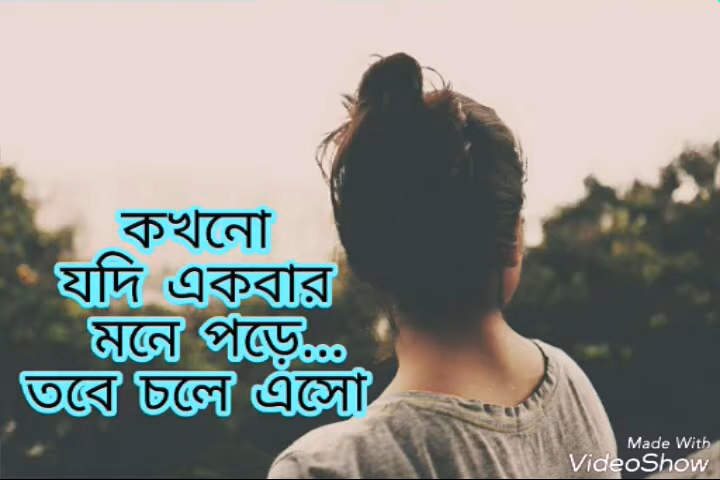 কখনো
যদি একবার
মনে পড়ে...
তবে চলে এসো
Made With
VideoShow